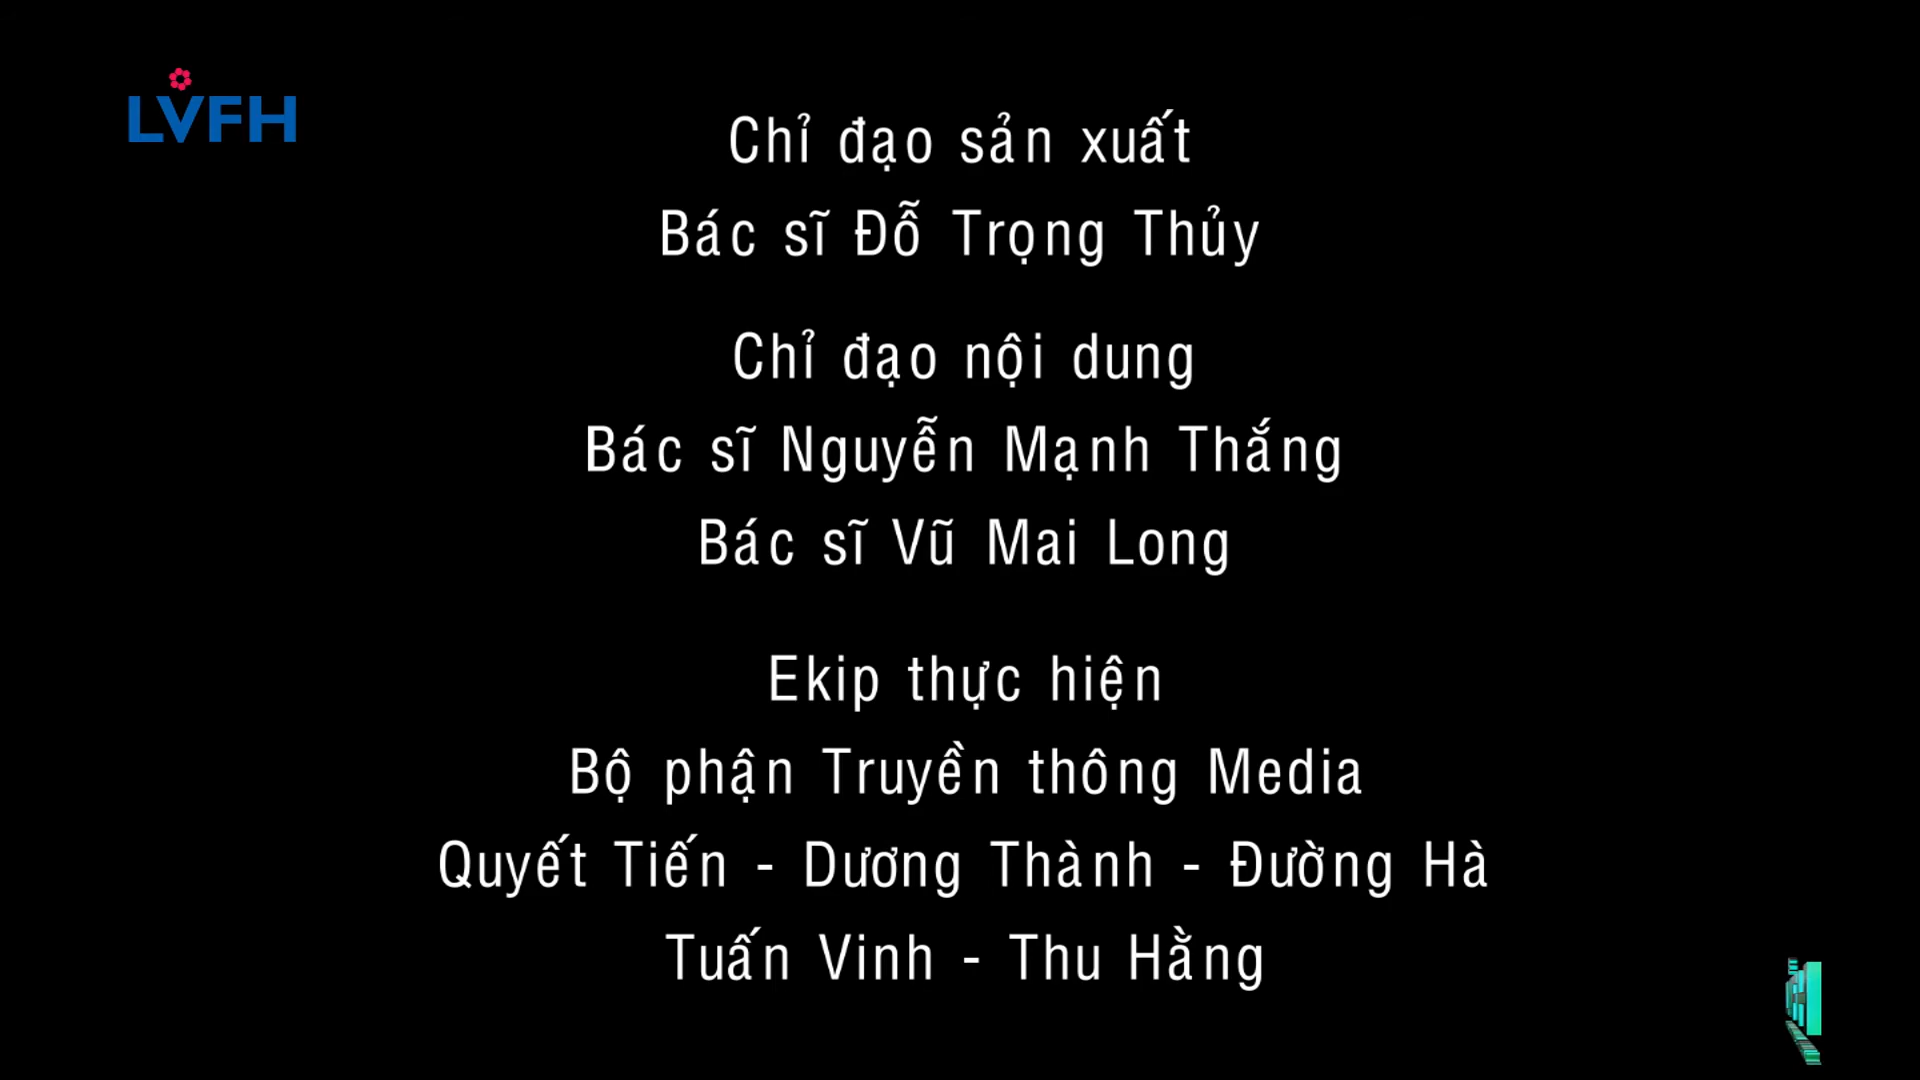 LVFH
Chỉ đạo sản xuất
Bác sĩ Đỗ Trọng Thủy
Chỉ đạo nội dung
Bác sĩ Nguyễn Mạnh Thắng
Bác sĩ Vũ Mai Long
Ekip thực hiện
Bộ phận Truyền thông Media
Quyết Tiến - Dương Thành - Đường Hà
Tuấn Vinh - Thu Hằng